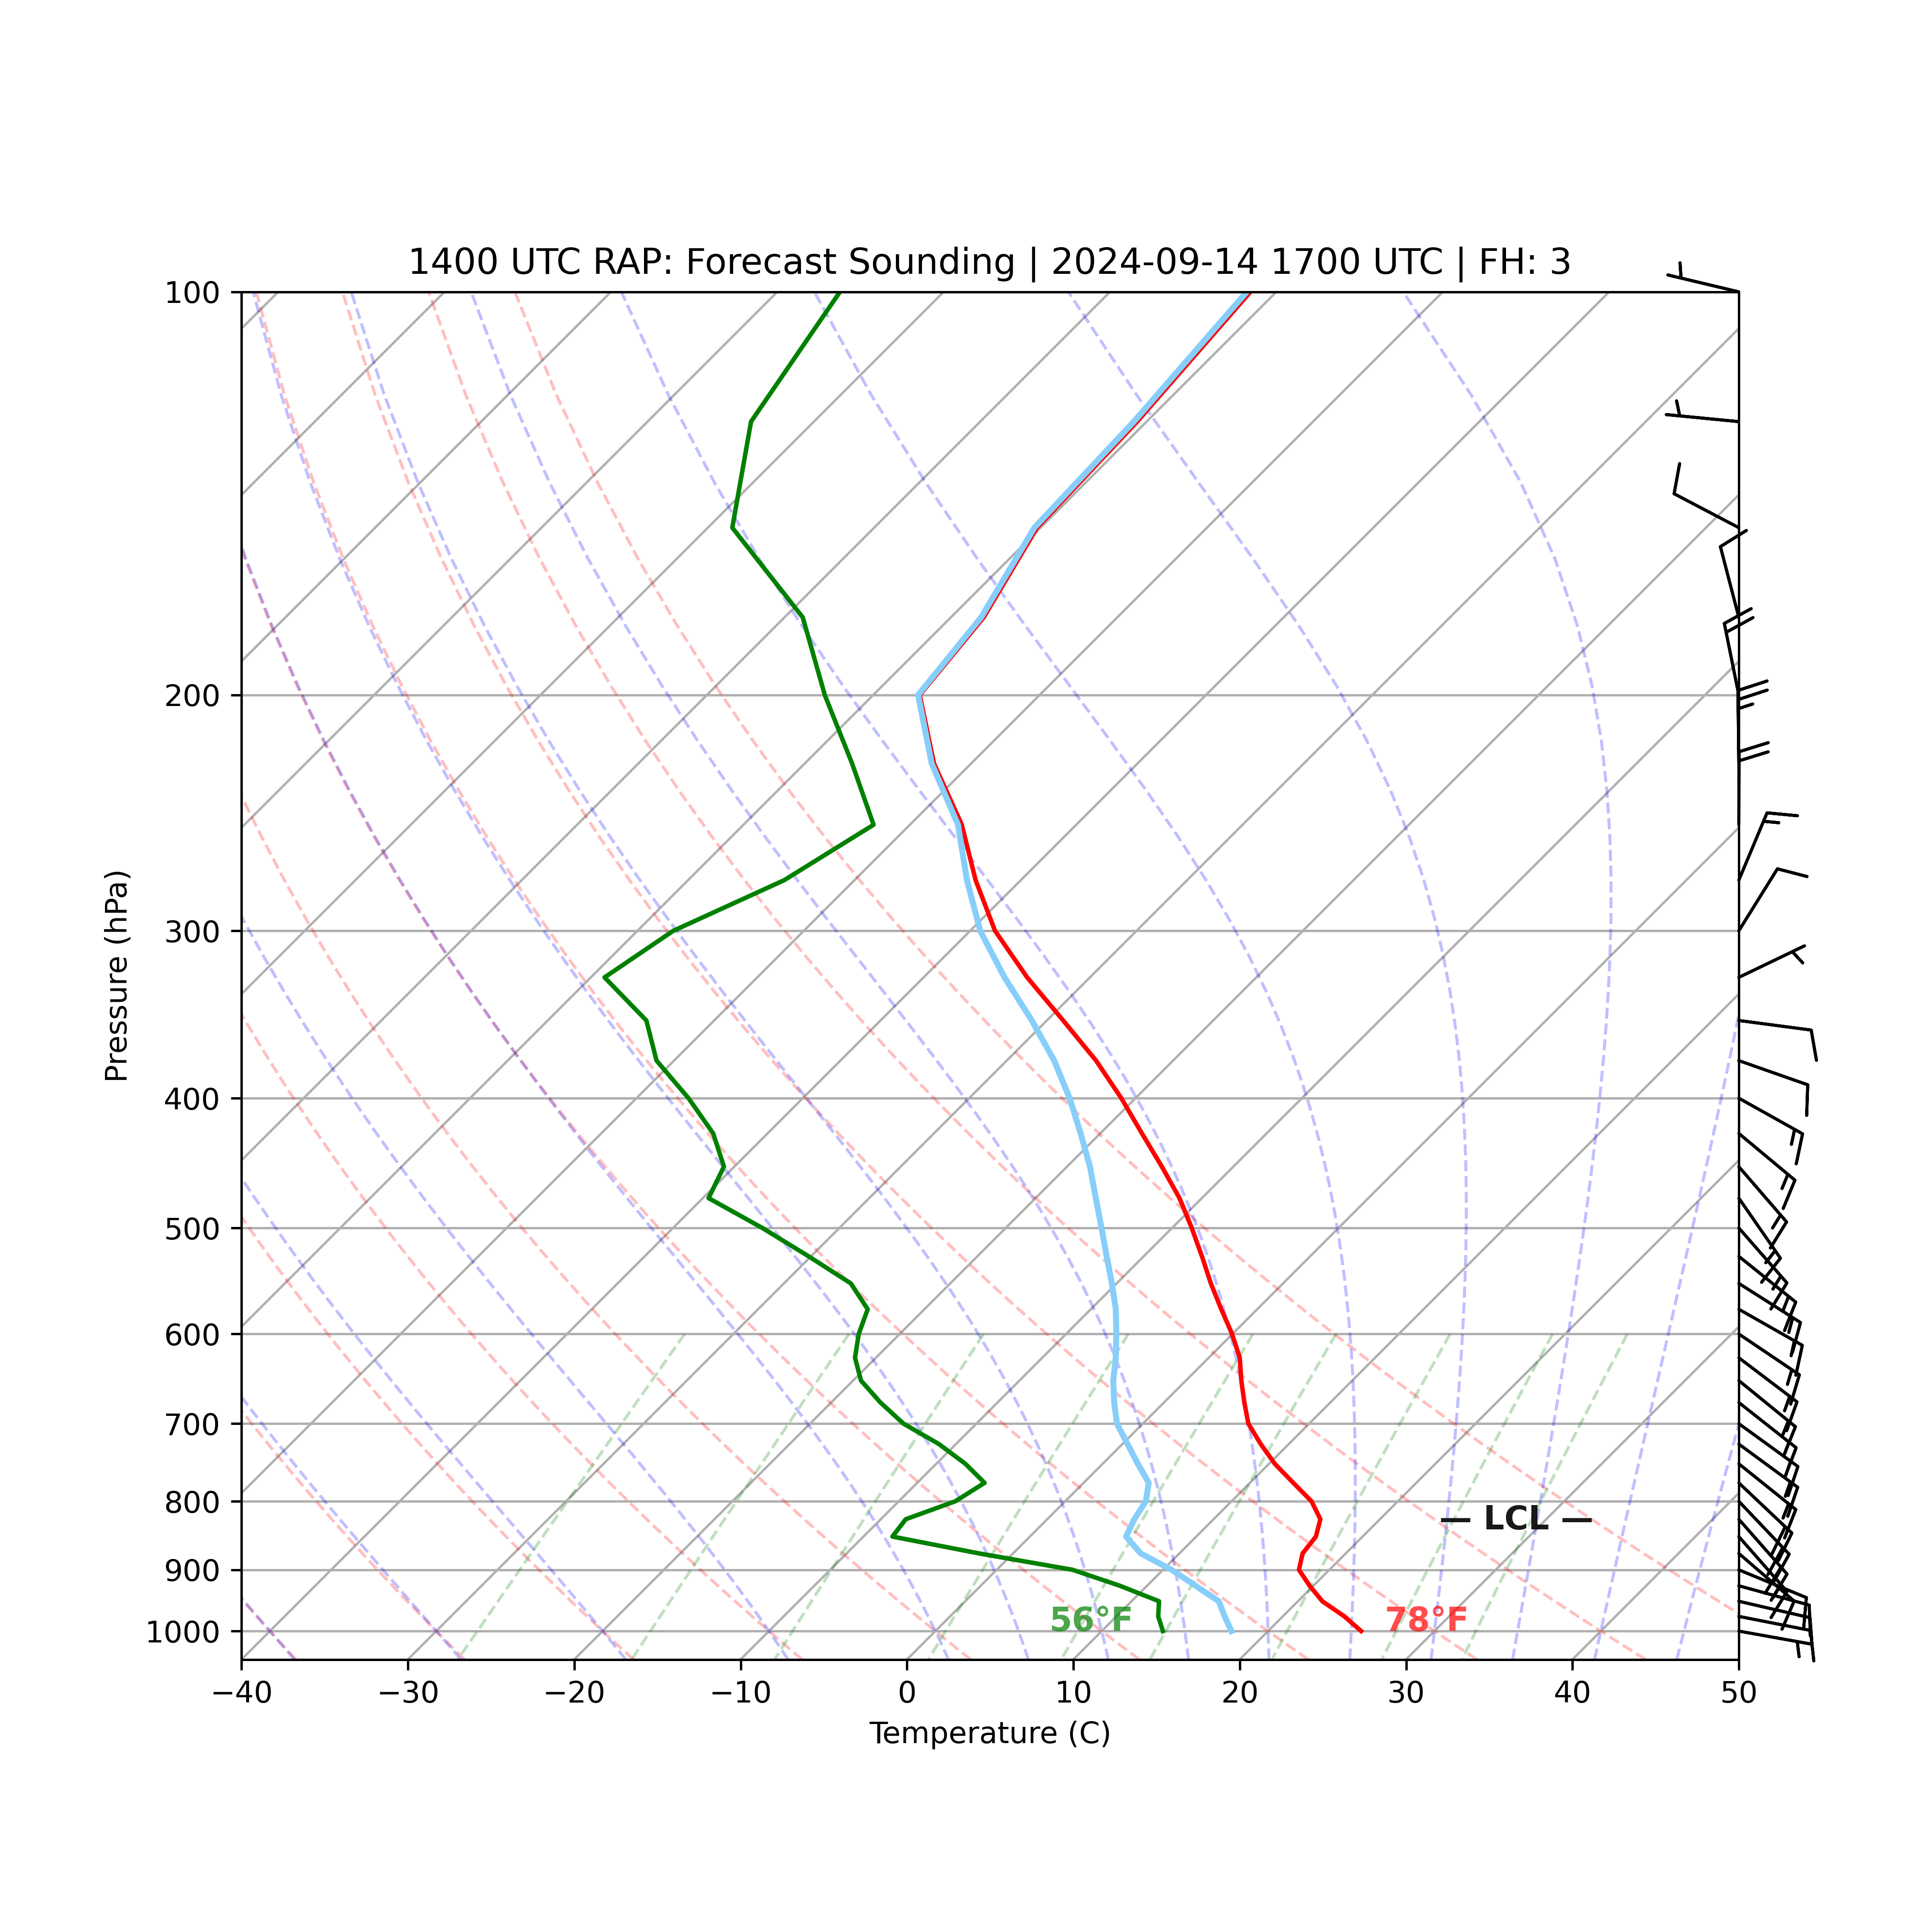 1400 UTC RAP: Forecast Sounding | 2024-09-14 1700 UTC | FH: 3
100
200
300
400
500
600
700
800
900
1000
Pressure (hPa)
— LCL —
56°F
78°F
−40 −30 −20 −10 0 10 20 30 40 50
Temperature (C)